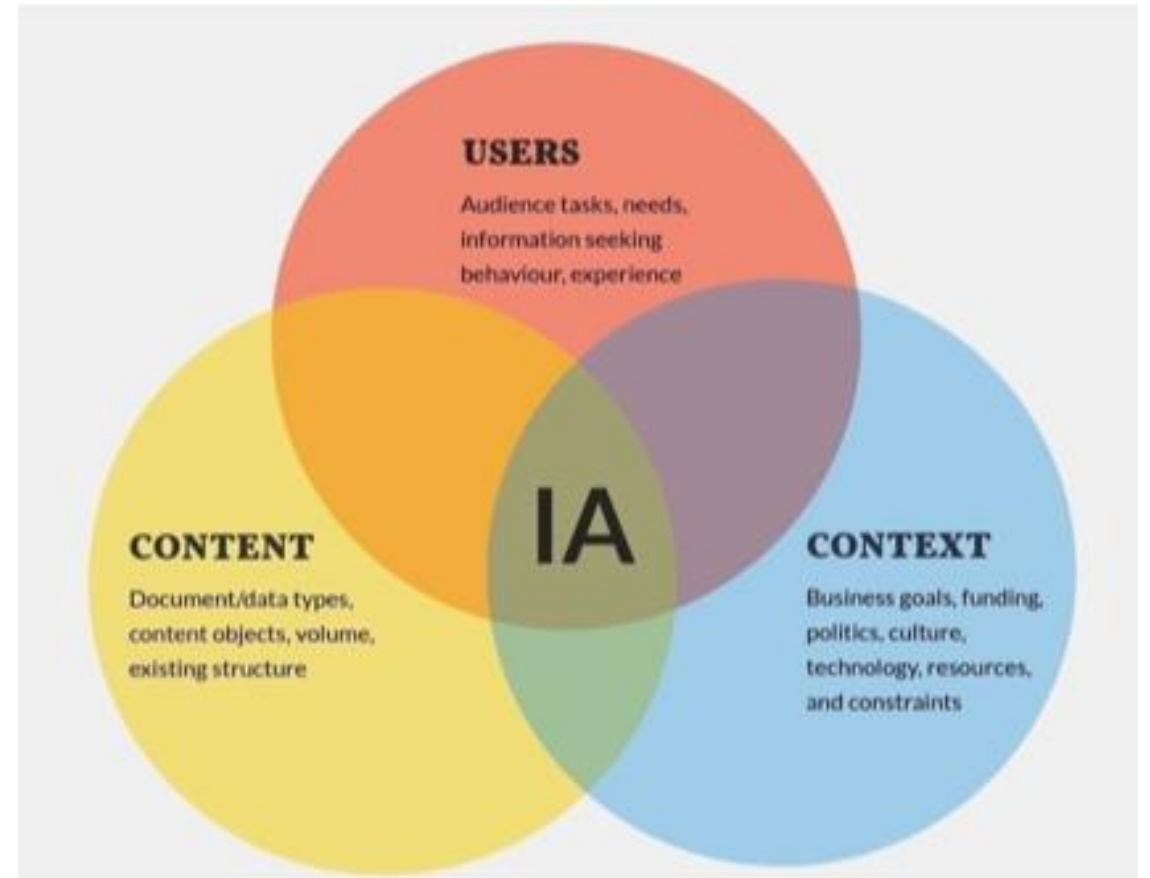 USERS
Audience tasks, needs,
information seeking
behaviour, experience
IA
CONTENT
Document/data types,
content objects, volume,
existing structure
CONTEXT
Business goals, funding,
politics, culture,
technology, resources,
and constraints